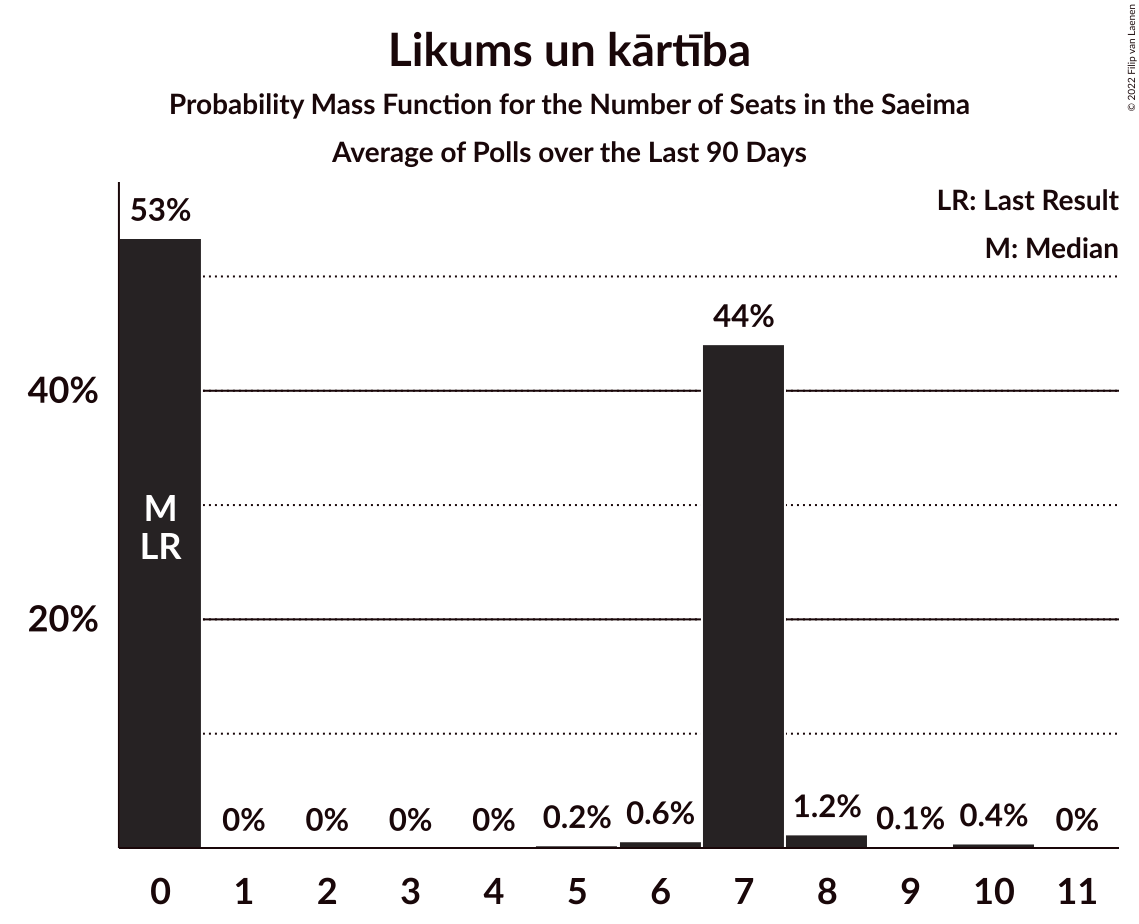 Likums un kārtība
Probability Mass Function for the Number of Seats in the Saeima
Average of Polls over the Last 90 Days
© 2022 Filip van Laenen
LR: Last Result
M: Median
53%
44%
40%
M
LR
20%
0% 0% 0% 0% 0.2% 0.6% 1.2% 0.1% 0.4% 0%
0 1 2 3 4 5 6 7 8 9 10 11